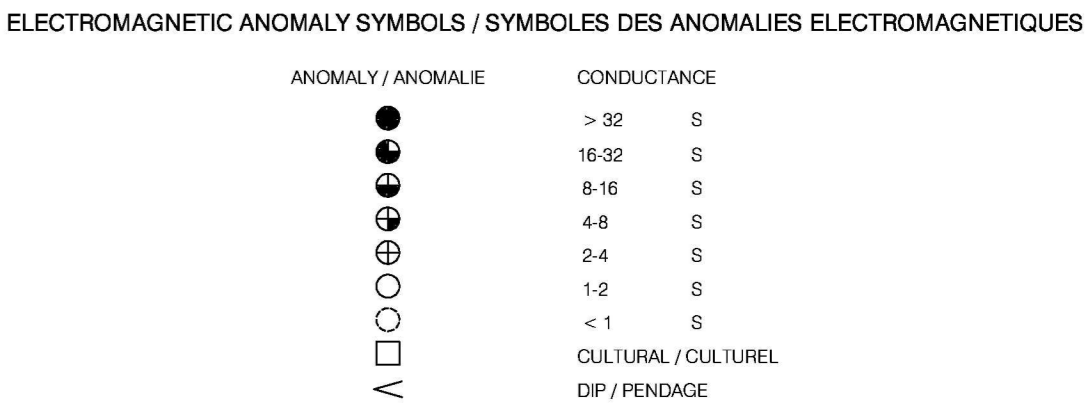 ELECTROMAGNETIC ANOMALY SYMBOLS / SYMBOLES DES ANOMALIES ELECTROMAGNETIQUES
ANOMALY / ANOMALIE CONDUCTANCE
> 32 S
16-32 S
8-16 S
4-8 S
2-4 S
1-2 S
< 1 S
CULTURAL / CULTUREL
DIP / PENDAGE